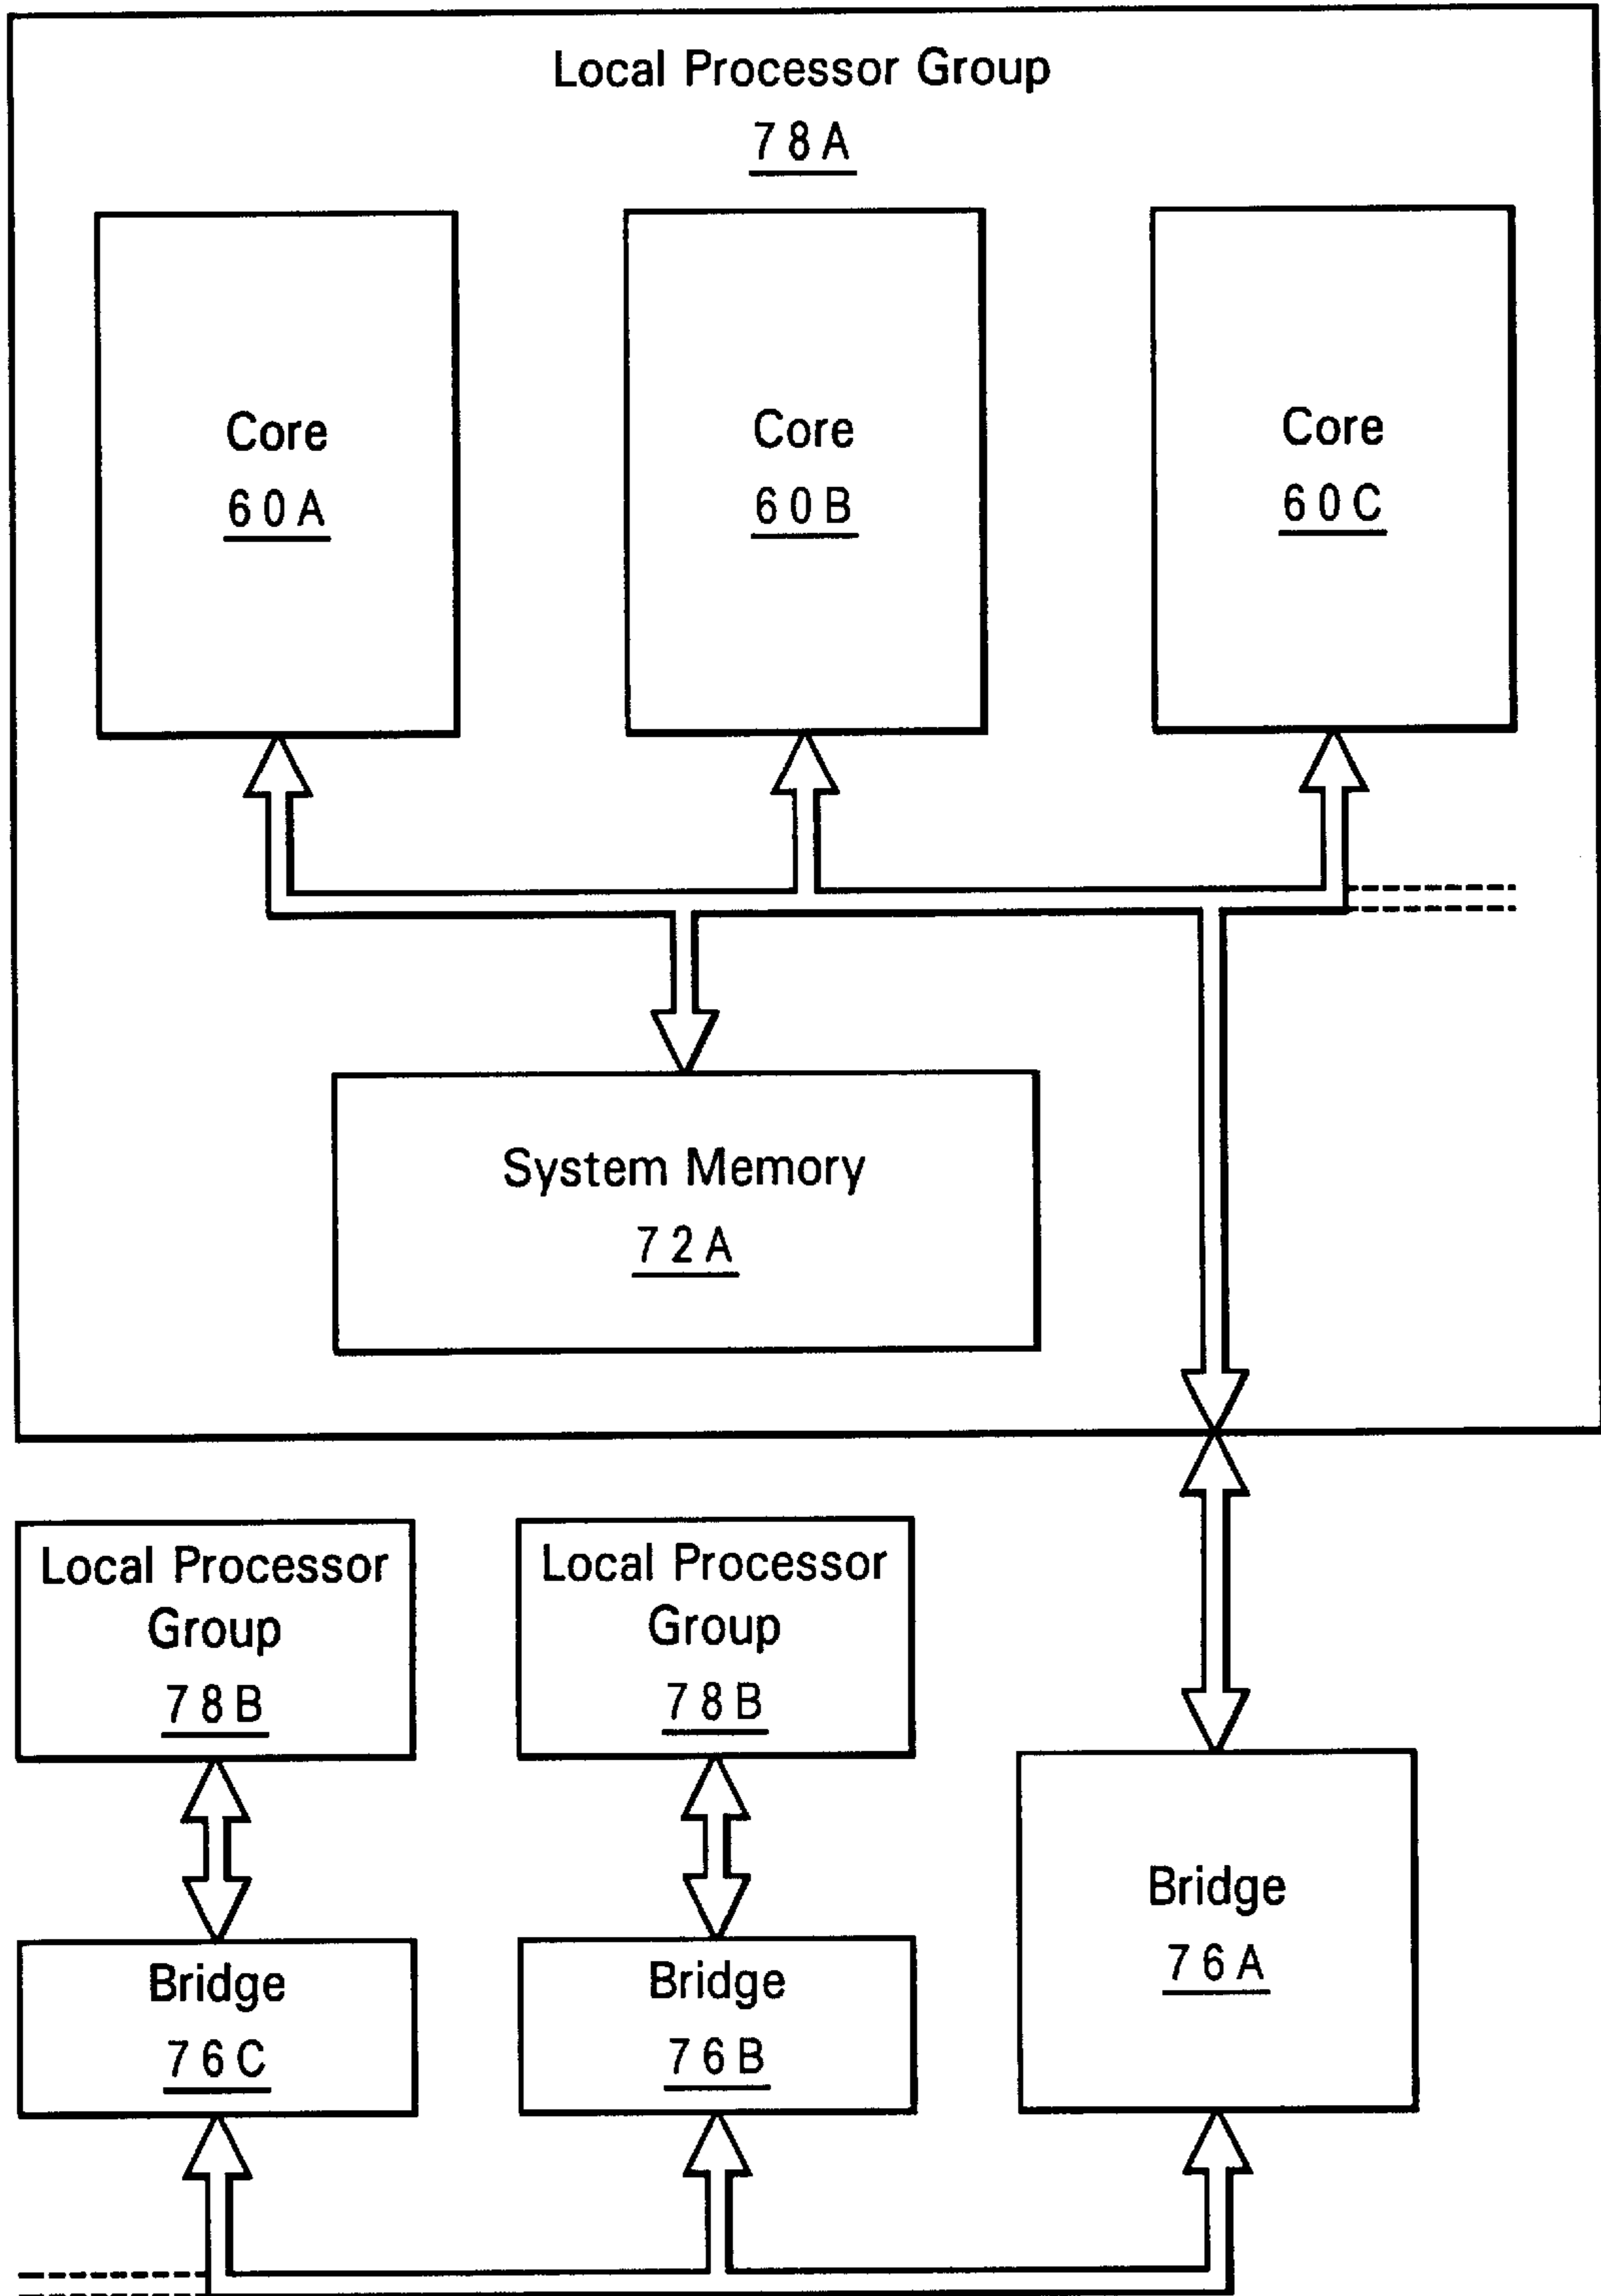 Local Processor Group
78A
Core
60A
Core
60B
Core
60C
System Memory
72A
Local Processor
Group
78B
Local Processor
Group
78B
Bridge
76A
Bridge
76C
Bridge
76B